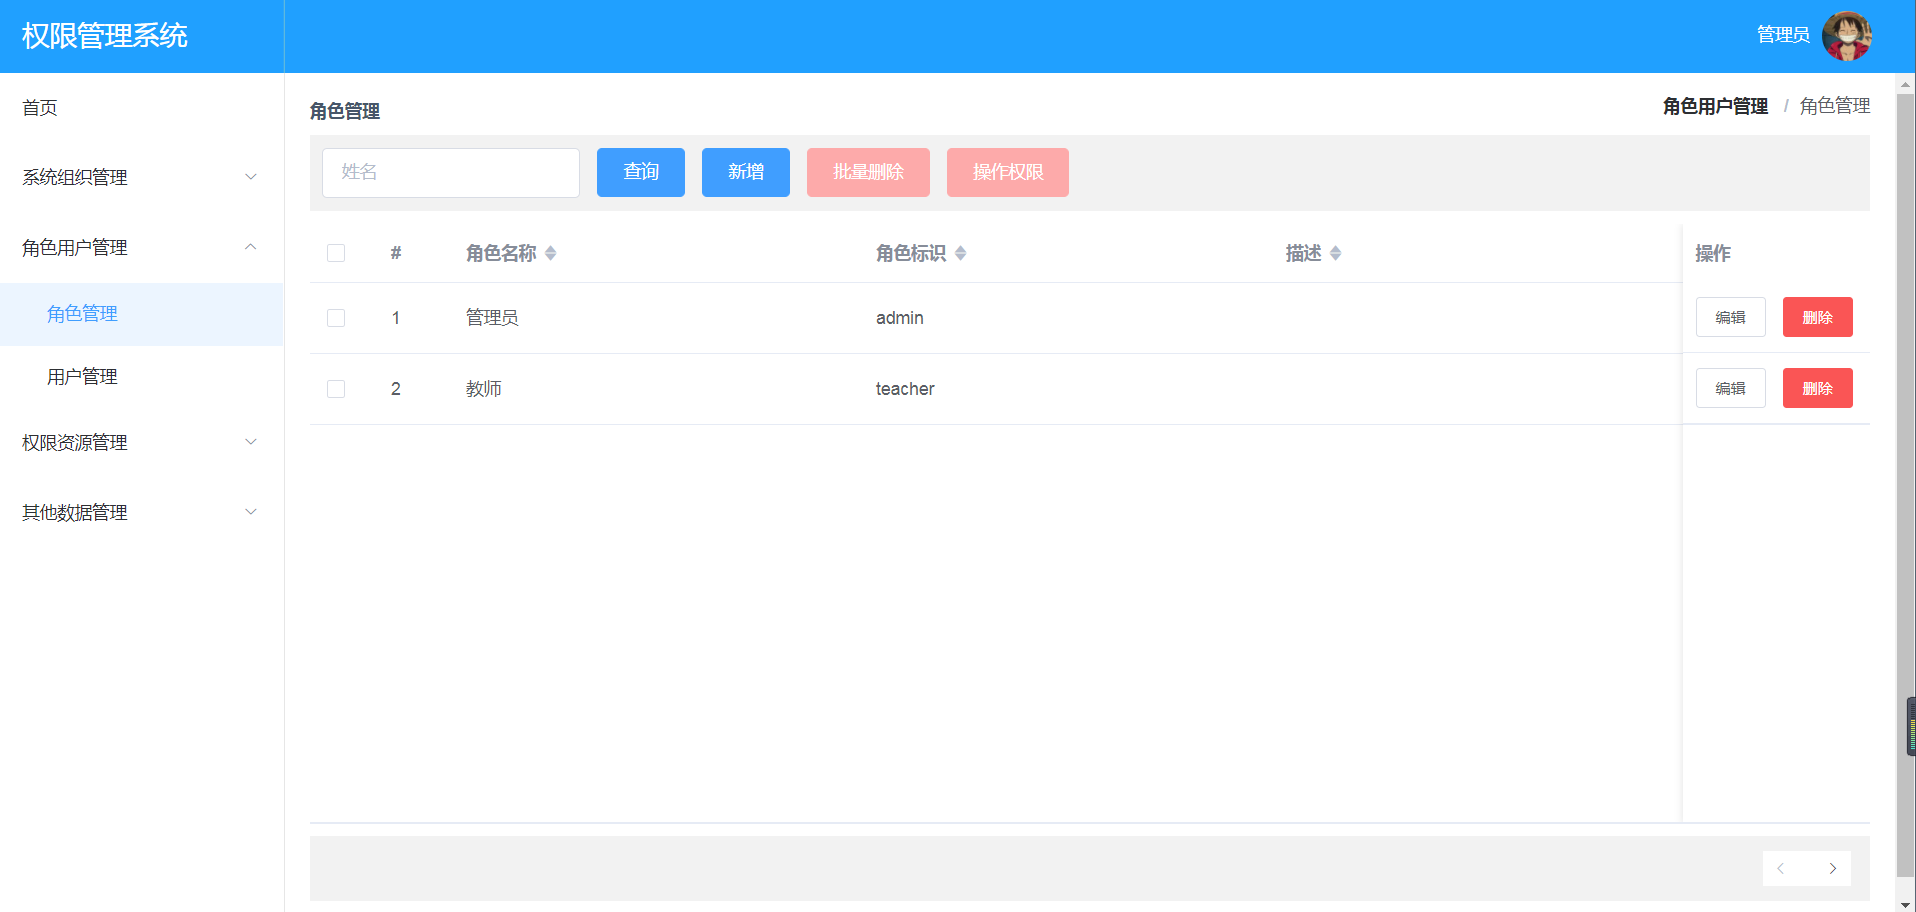 权限管理系统
管理员
首页
系统组织管理
角色用户管理
角色管理
用户管理
权限资源管理
其他数据管理
角色管理
角色用户管理 / 角色管理
姓名 查询 新增 批量删除 操作权限
# 角色名称 角色标识 描述 操作
1 管理员 admin 编辑 删除
2 教师 teacher 编辑 删除